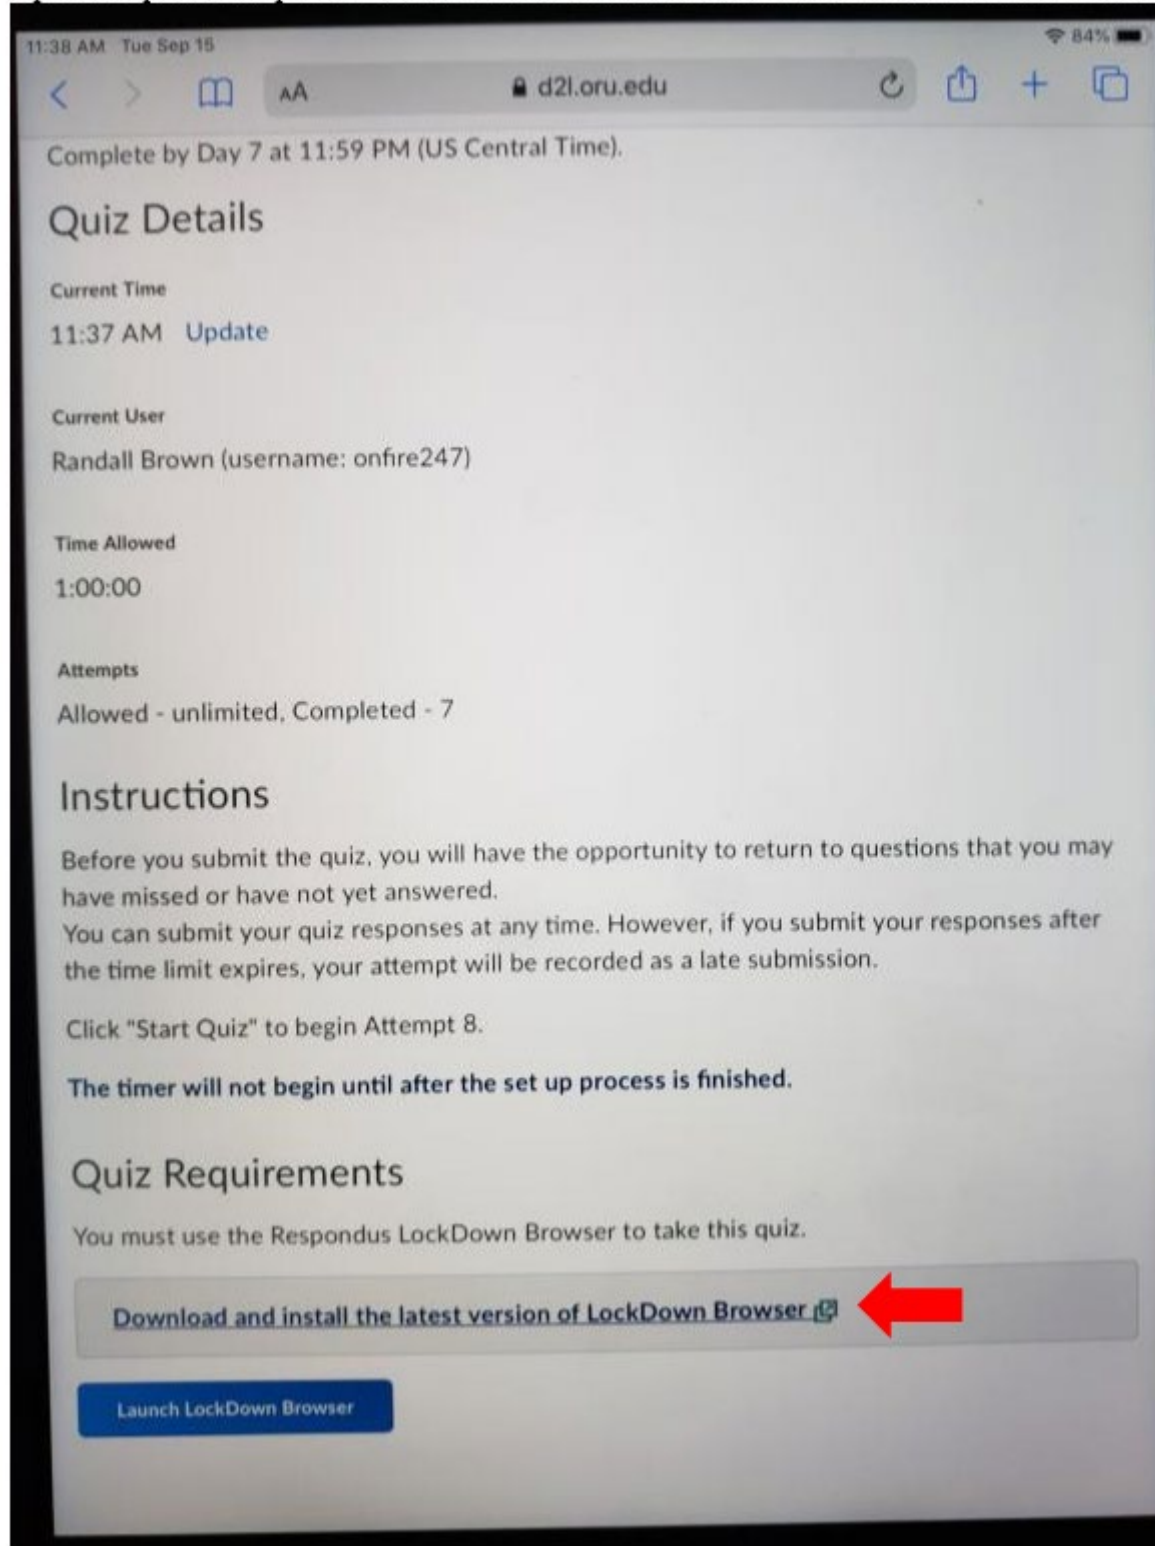 11:38 AM Tue Sep 15
84%
AA
d2l.oru.edu
Complete by Day 7 at 11:59 PM (US Central Time).
Quiz Details
Current Time
11:37 AM Update
Current User
Randall Brown (username: onfire247)
Time Allowed
1:00:00
Attempts
Allowed - unlimited, Completed - 7
Instructions
Before you submit the quiz, you will have the opportunity to return to questions that you may
have missed or have not yet answered.
You can submit your quiz responses at any time. However, if you submit your responses after
the time limit expires, your attempt will be recorded as a late submission.
Click "Start Quiz" to begin Attempt 8.
The timer will not begin until after the set up process is finished.
Quiz Requirements
You must use the Respondus LockDown Browser to take this quiz.
Download and install the latest version of LockDown Browser
Launch LockDown Browser